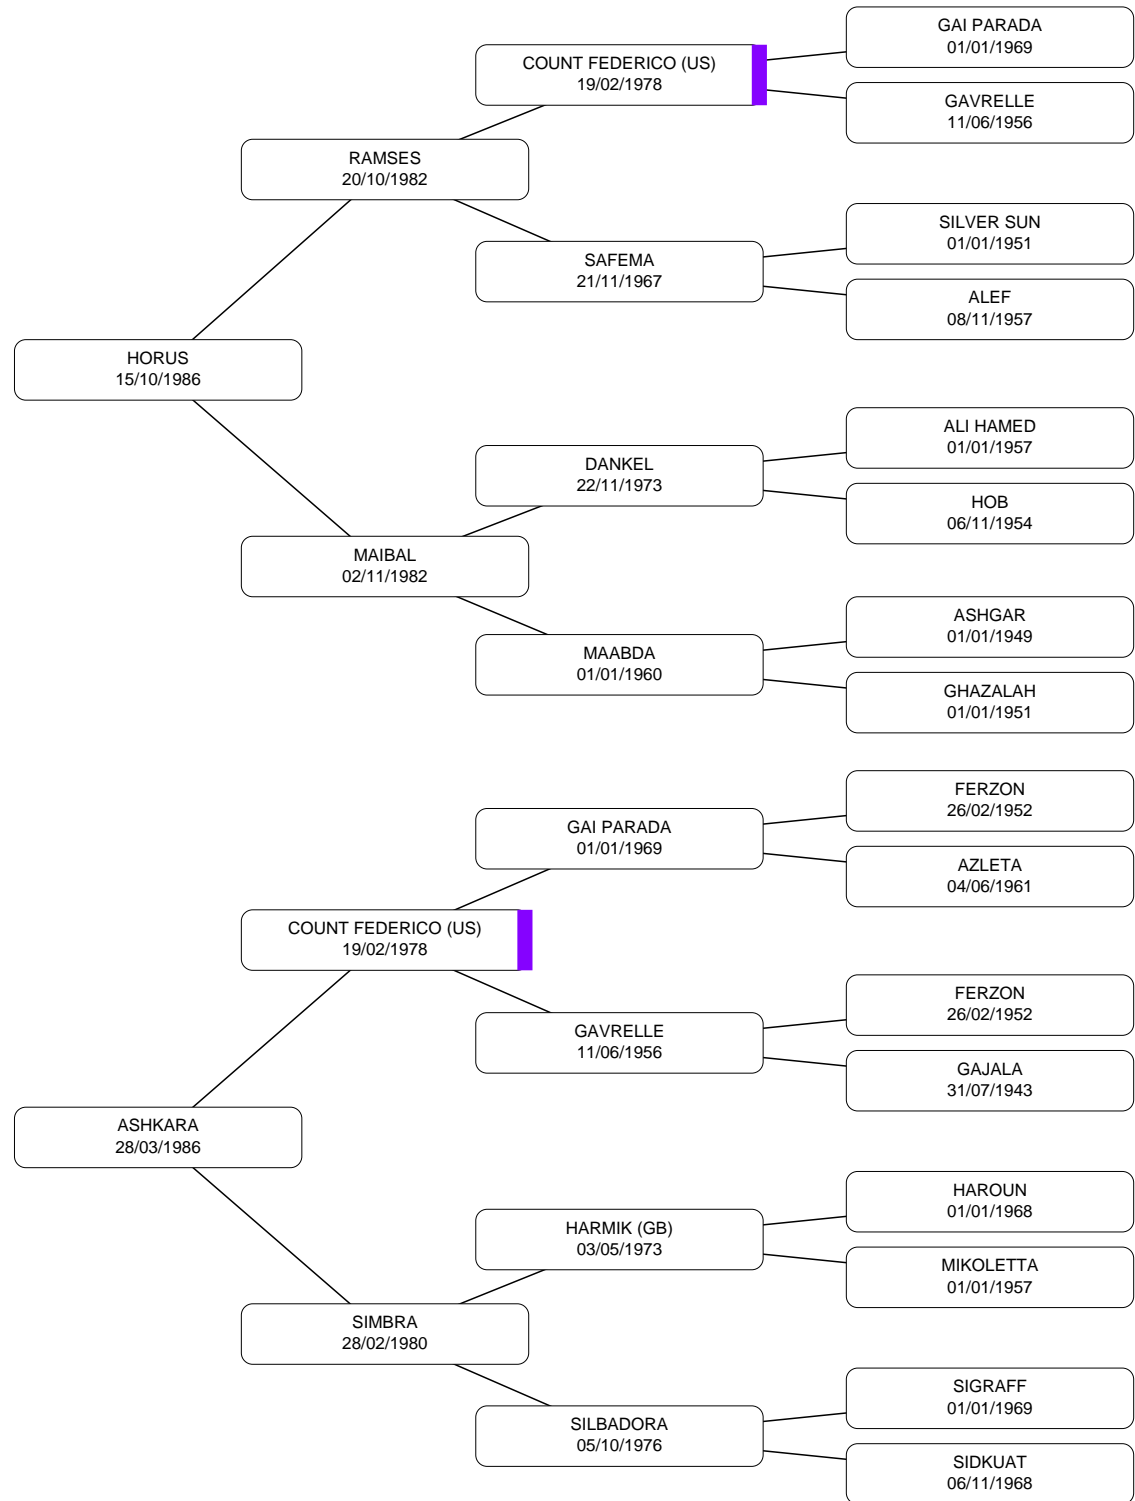 GAI PARADA
01/01/1969
COUNT FEDERICO (US)
19/02/1978
GAVRELLE
11/06/1956
RAMSES
20/10/1982
SILVER SUN
01/01/1951
SAFEMA
21/11/1967
ALEF
08/11/1957
HORUS
15/10/1986
ALI HAMED
01/01/1957
DANKEL
22/11/1973
HOB
06/11/1954
MAIBAL
02/11/1982
ASHGAR
01/01/1949
MAABDA
01/01/1960
GHAZALAH
01/01/1951
FERZON
26/02/1952
GAI PARADA
01/01/1969
AZLETA
04/06/1961
COUNT FEDERICO (US)
19/02/1978
FERZON
26/02/1952
GAVRELLE
11/06/1956
GAJALA
31/07/1943
ASHKARA
28/03/1986
HAROUN
01/01/1968
HARMIK (GB)
03/05/1973
MIKOLETTA
01/01/1957
SIMBRA
28/02/1980
SIGRAFF
01/01/1969
SILBADORA
05/10/1976
SIDKUAT
06/11/1968